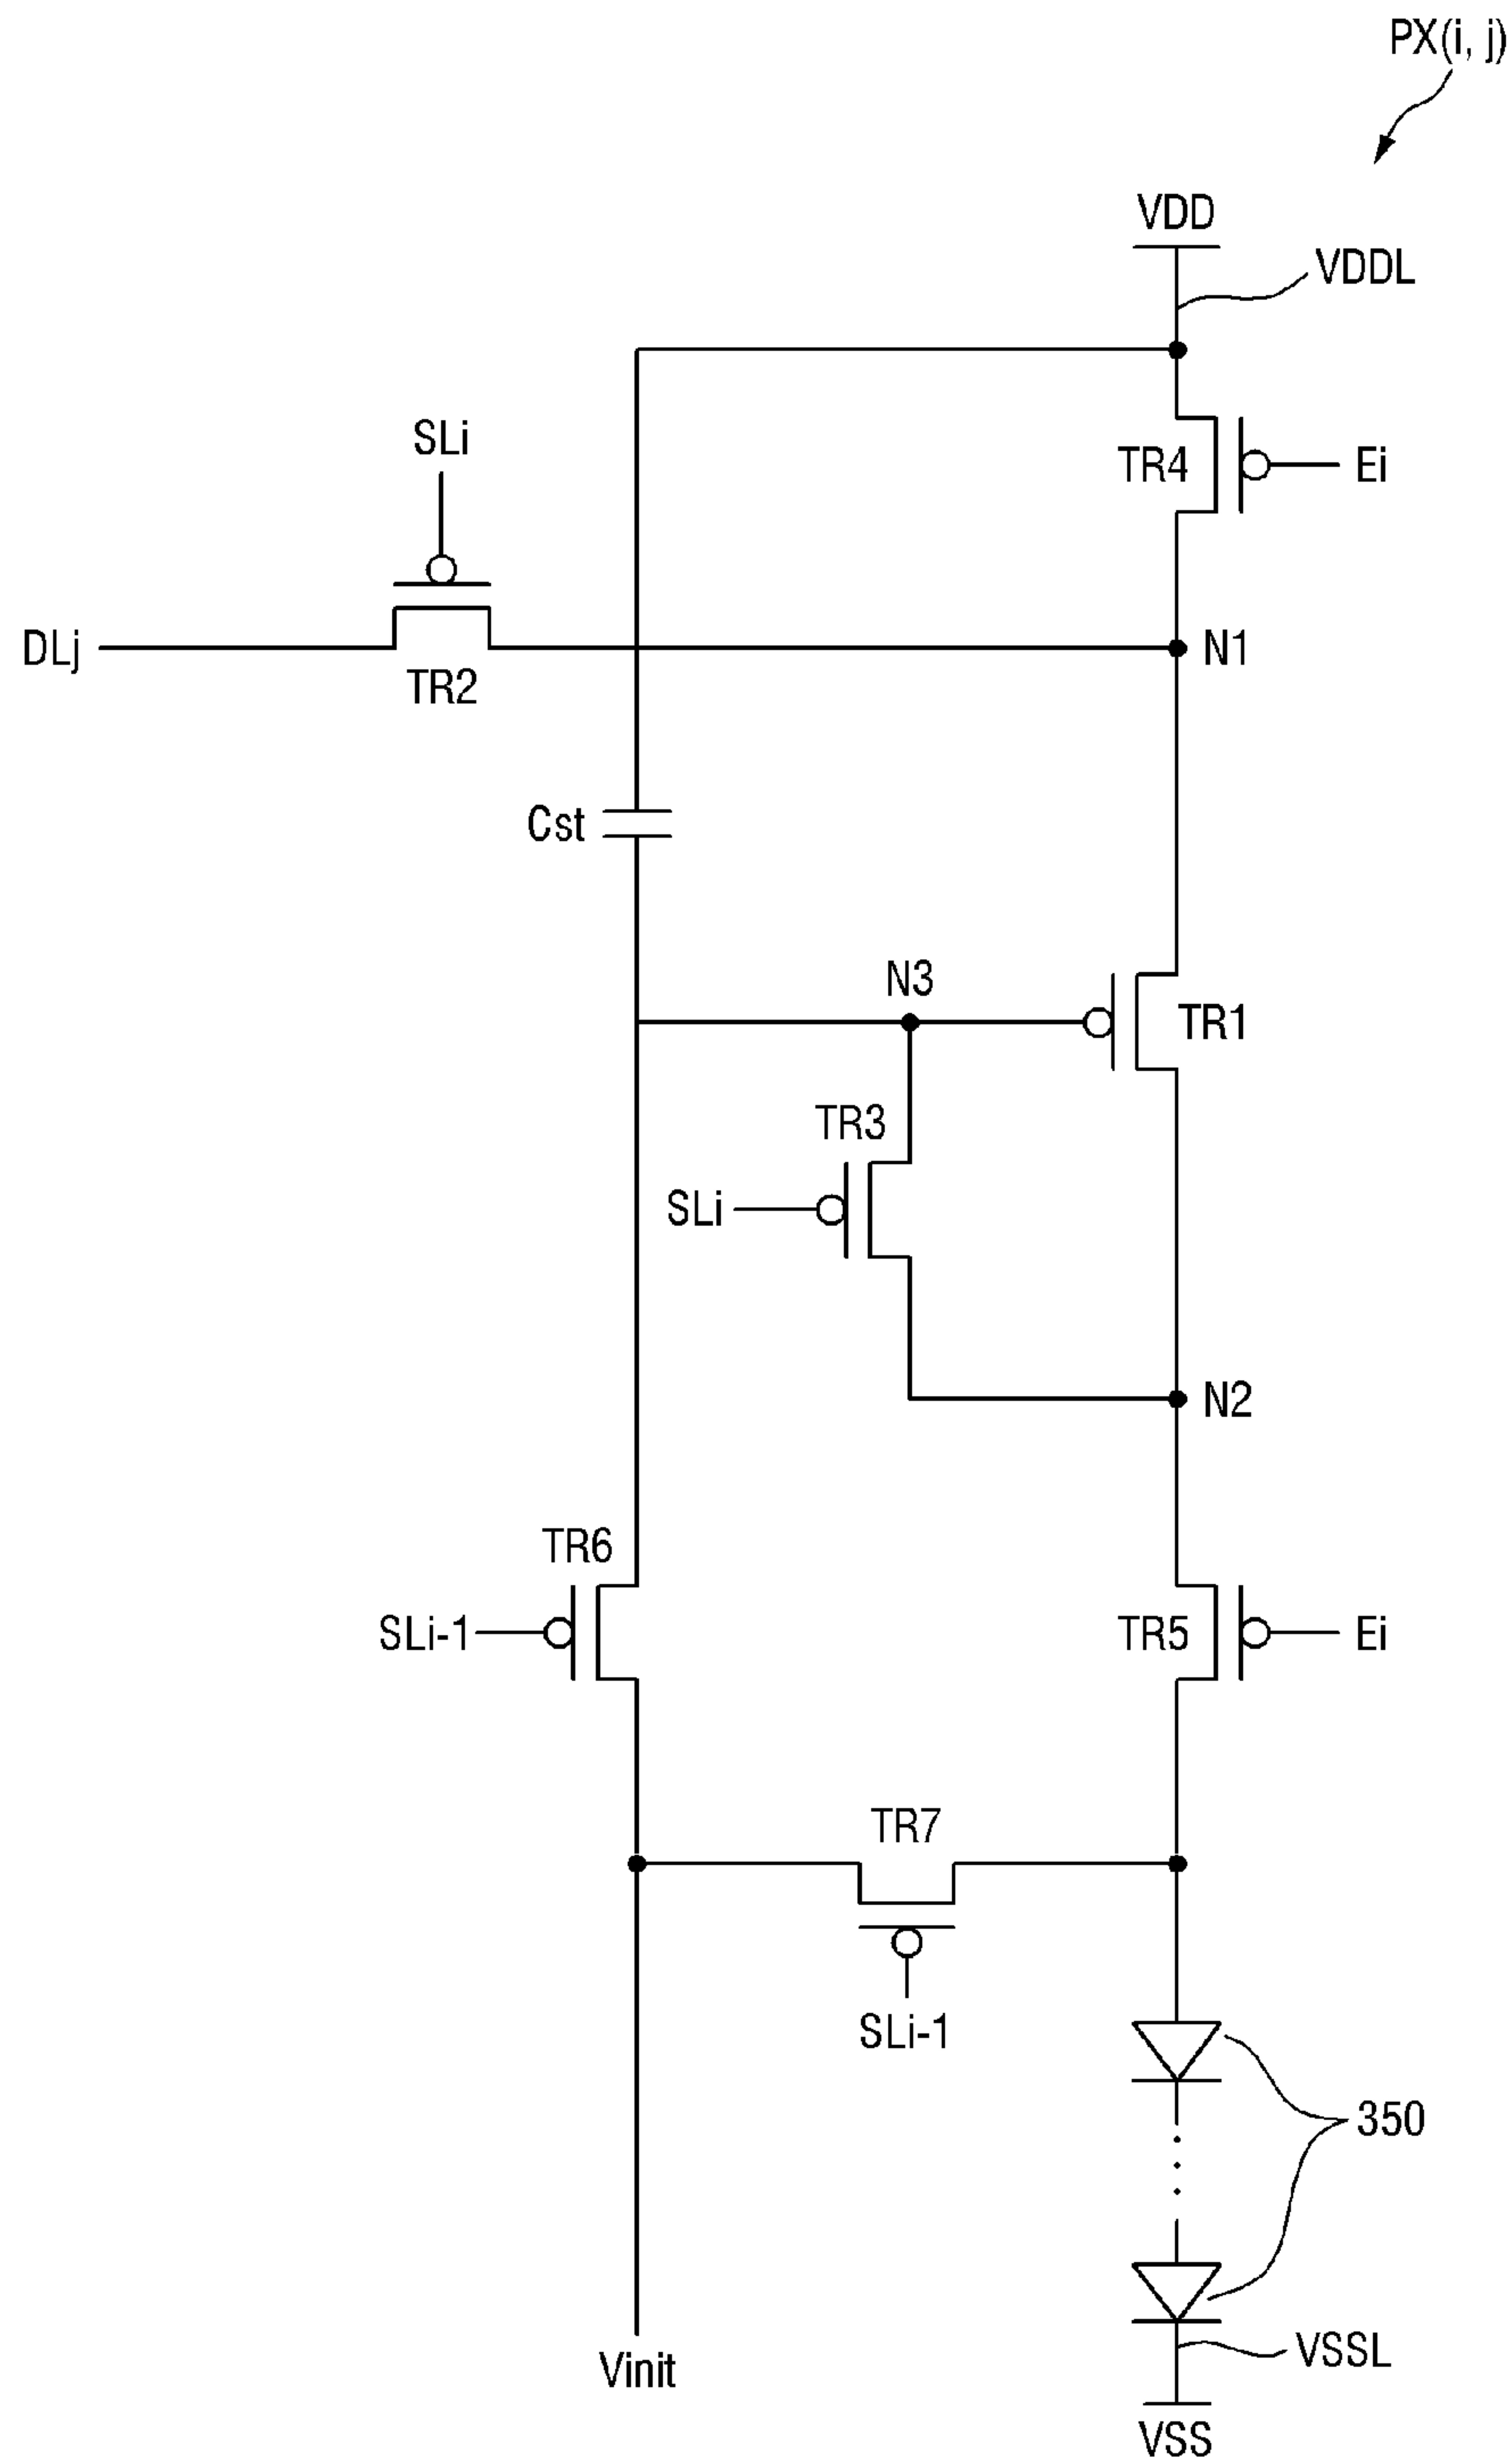 PX(i, j)
VDD
VDDL
SLi
TR4
Ei
DLj
TR2
N1
Cst
N3
TR1
TR3
SLi
N2
TR6
SLi-1
TR5
Ei
TR7
SLi-1
350
Vinit
VSSL
VSS